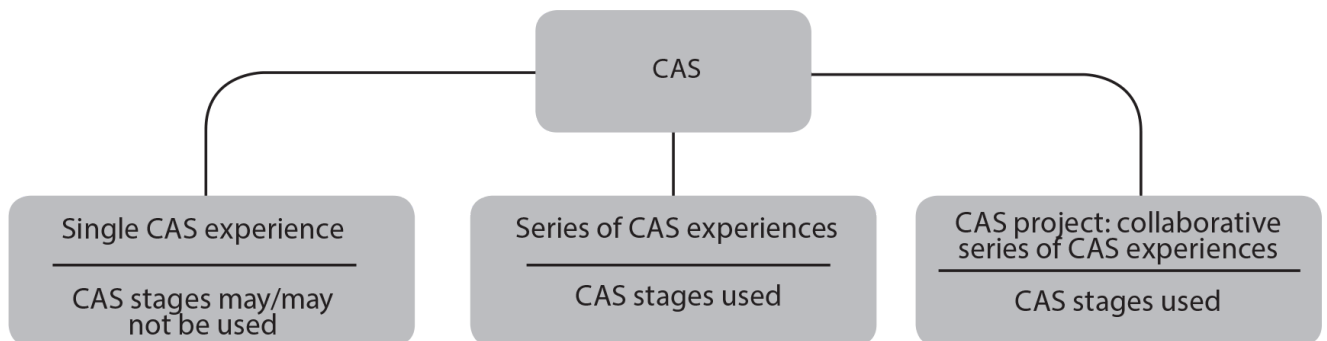 CAS
Single CAS experience
CAS stages may/may
not be used
Series of CAS experiences
CAS stages used
CAS project: collaborative
series of CAS experiences
CAS stages used